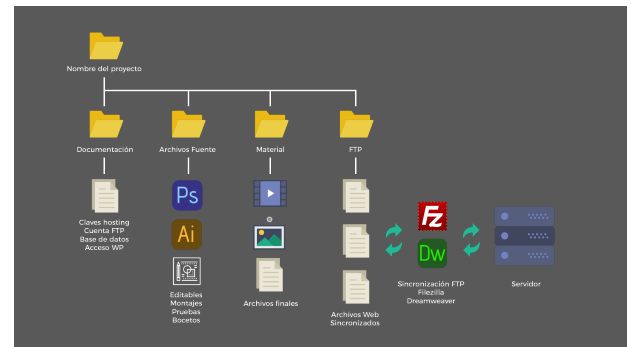 Nombre del proyecto
Documentación
Archivos Fuente
Material
FTP
Claves hosting
Cuenta FTP
Base de datos
Acceso WP
Ps
Ai
Editables
Montajes
Pruebas
Bocetos
Archivos finales
Archivos Web
Sincronizados
Fz
Dw
Sincronización FTP
Filezilla
Dreamweaver
Servidor